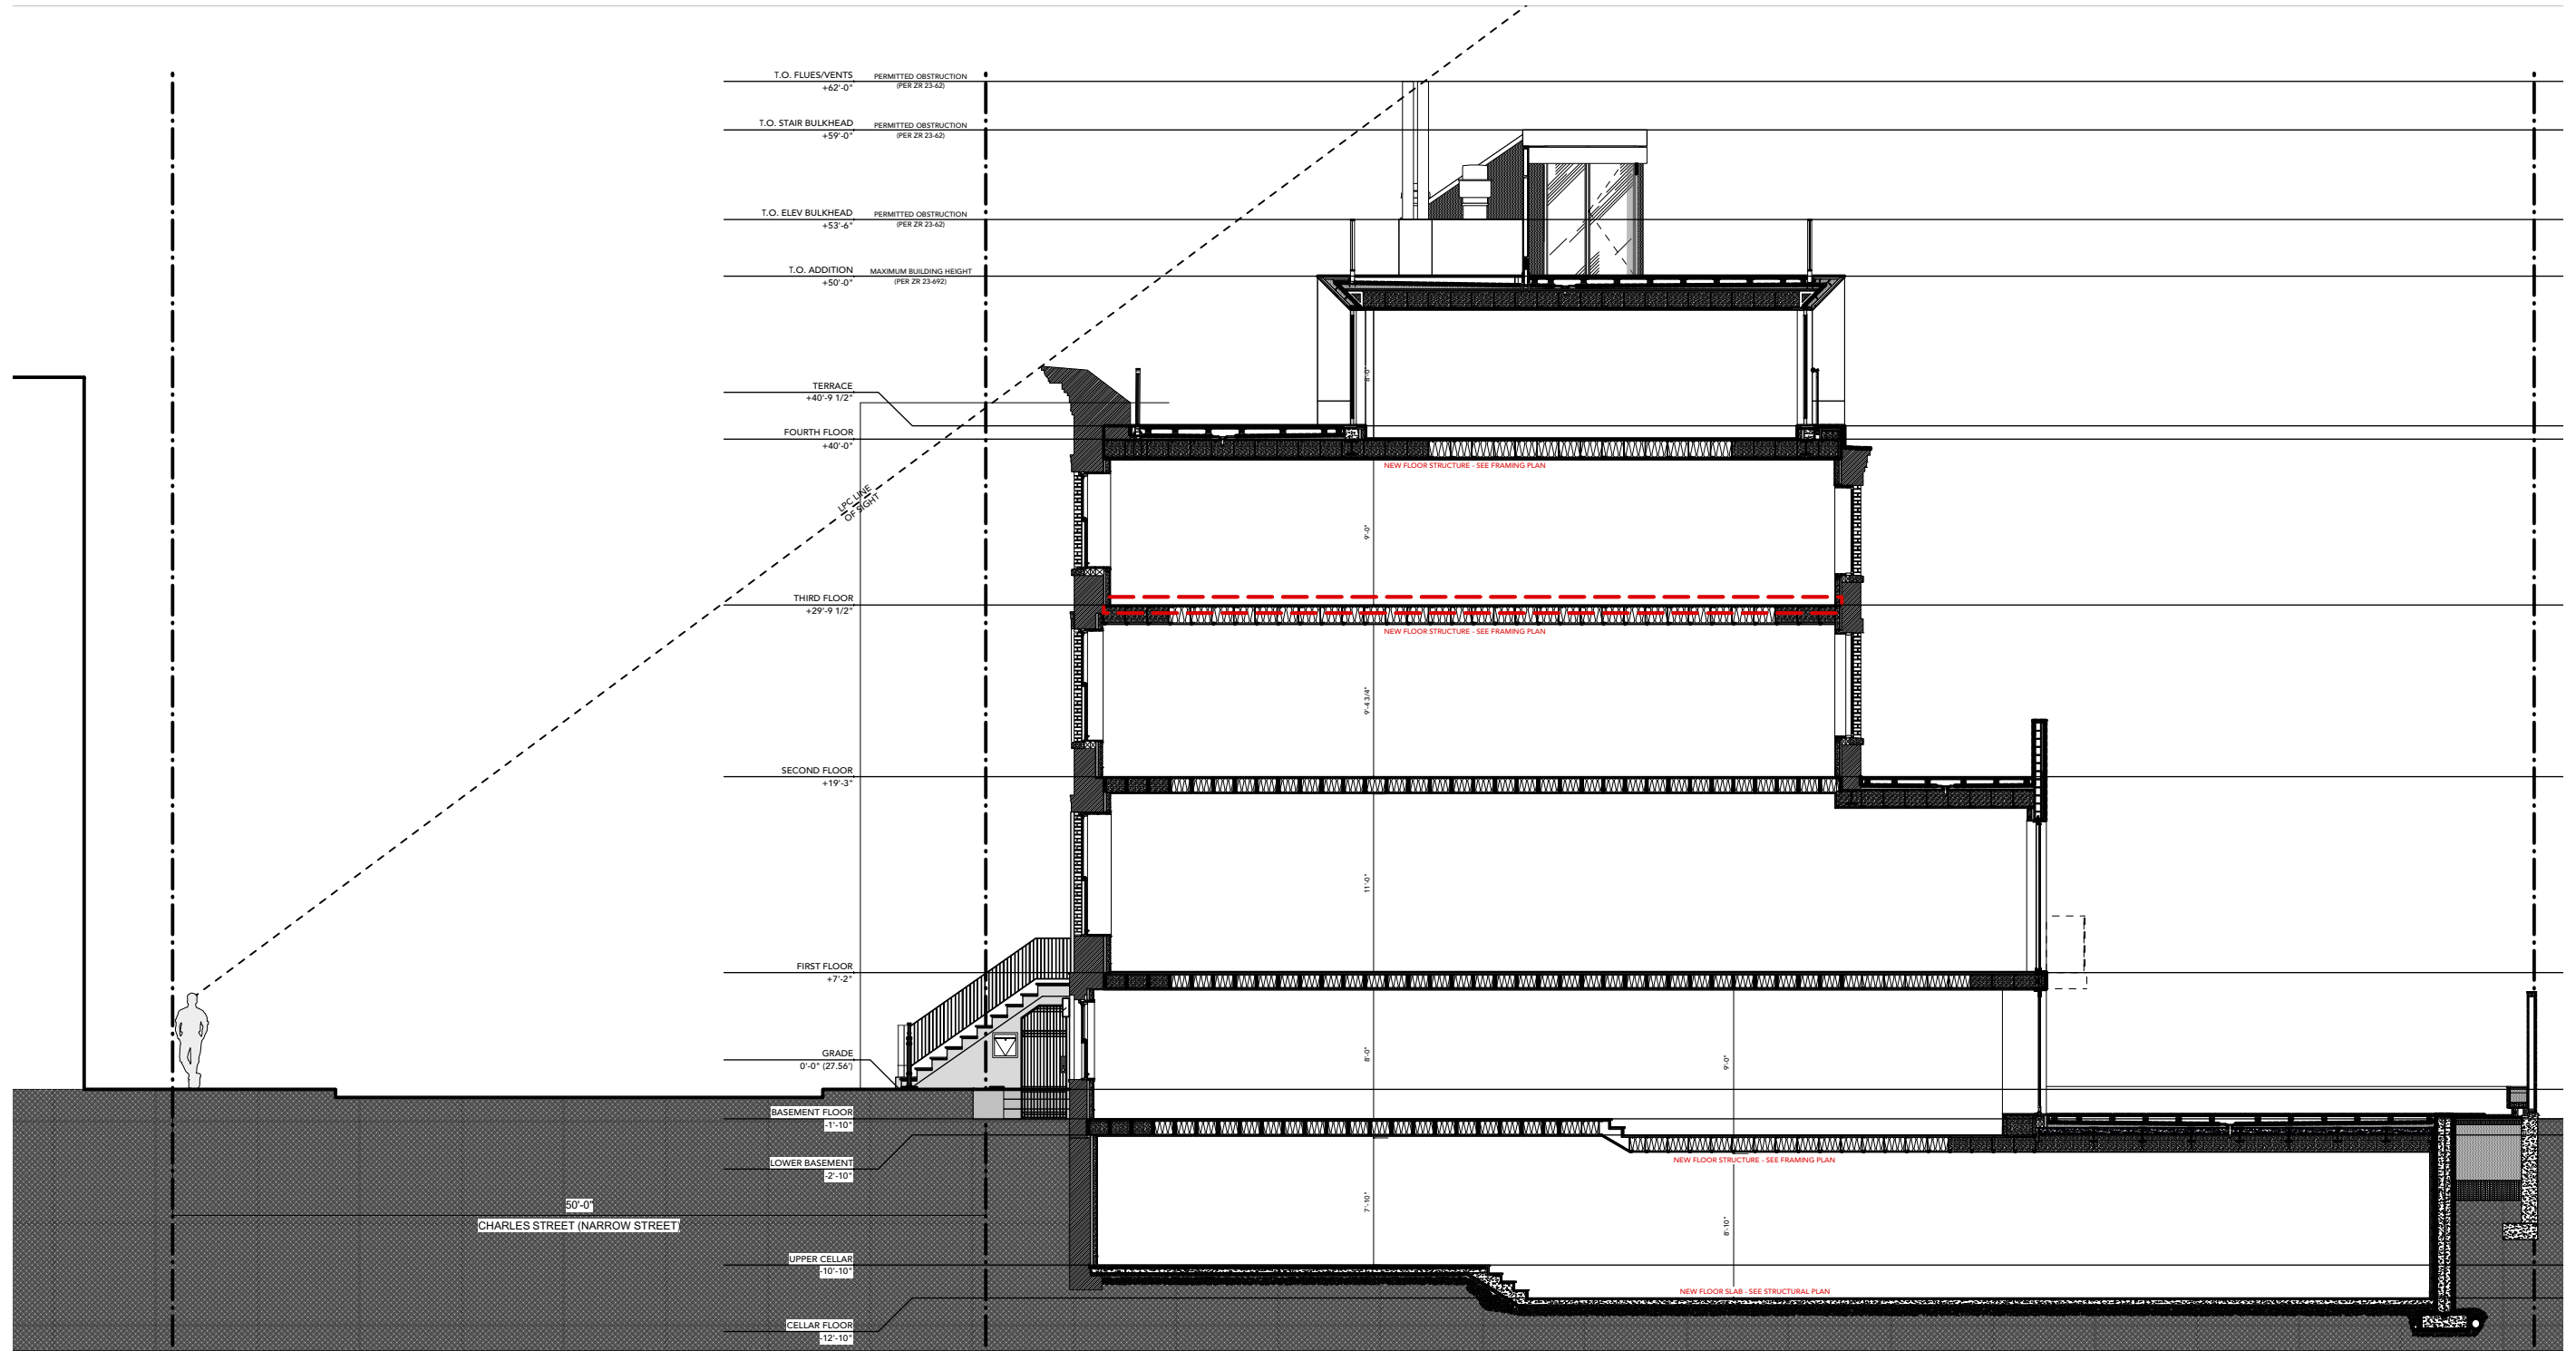 T.O. FLUES/VENTS
+62'-0"
PERMITTED OBSTRUCTION
(PER ZR 23-62)
T.O. STAIR BULKHEAD
+59'-0"
PERMITTED OBSTRUCTION
(PER ZR 23-62)
T.O. ELEV BULKHEAD
+53'-6"
PERMITTED OBSTRUCTION
(PER ZR 23-62)
T.O. ADDITION
+50'-0"
MAXIMUM BUILDING HEIGHT
(PER ZR 23-692)
8'-0"
TERRACE
+40'-9 1/2"
FOURTH FLOOR
+40'-0"
NEW FLOOR STRUCTURE - SEE FRAMING PLAN
LPC LINE
OF SIGHT
9'-0"
THIRD FLOOR
+29'-9 1/2"
NEW FLOOR STRUCTURE - SEE FRAMING PLAN
9'-4 3/4"
SECOND FLOOR
+19'-3"
11'-0"
FIRST FLOOR
+7'-2"
GRADE
0'-0" (27.56')
8'-0"
9'-0"
BASEMENT FLOOR
-1'-10"
LOWER BASEMENT
-2'-10"
NEW FLOOR STRUCTURE - SEE FRAMING PLAN
50'-0"
CHARLES STREET (NARROW STREET)
7'-10"
8'-10"
UPPER CELLAR
-10'-10"
NEW FLOOR SLAB - SEE STRUCTURAL PLAN
CELLAR FLOOR
-12'-10"